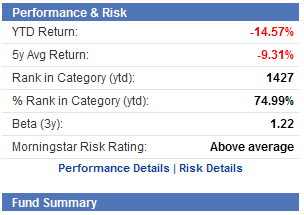 Performance & Risk
YTD Return: -14.57%
5y Avg Return: -9.31%
Rank in Category (ytd): 1427
% Rank in Category (ytd): 74.99%
Beta (3y): 1.22
Morningstar Risk Rating: Above average
Performance Details | Risk Details
Fund Summary